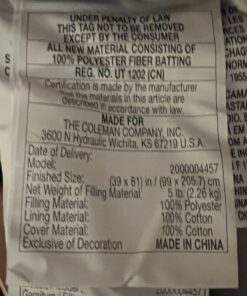 UNDER PENALTY OF LAW
THIS TAG NOT TO BE REMOVED
EXCEPT BY THE CONSUMER
ALL NEW MATERIAL CONSISTING OF
100% POLYESTER FIBER BATTING
REG. NO. UT 1202 (CN)
Certification is made by the manufacturer
the materials in this article are
described in accordance with law.
MADE FOR
THE COLEMAN COMPANY, INC.
3600 N Hydraulic Wichita, KS 67219 U.S.
Date of Delivery:
Model: 2000004457
Finished Size: (39 x 81) in / (99 x 205.7) cm
Net Weight of Filling Material: 5 lb (2.26 kg)
Filling Material: 100% Polyester
Lining Material: 100% Cotton
Cover Material: 100% Cotton
Exclusive of Decoration MADE IN CHINA
2000004457